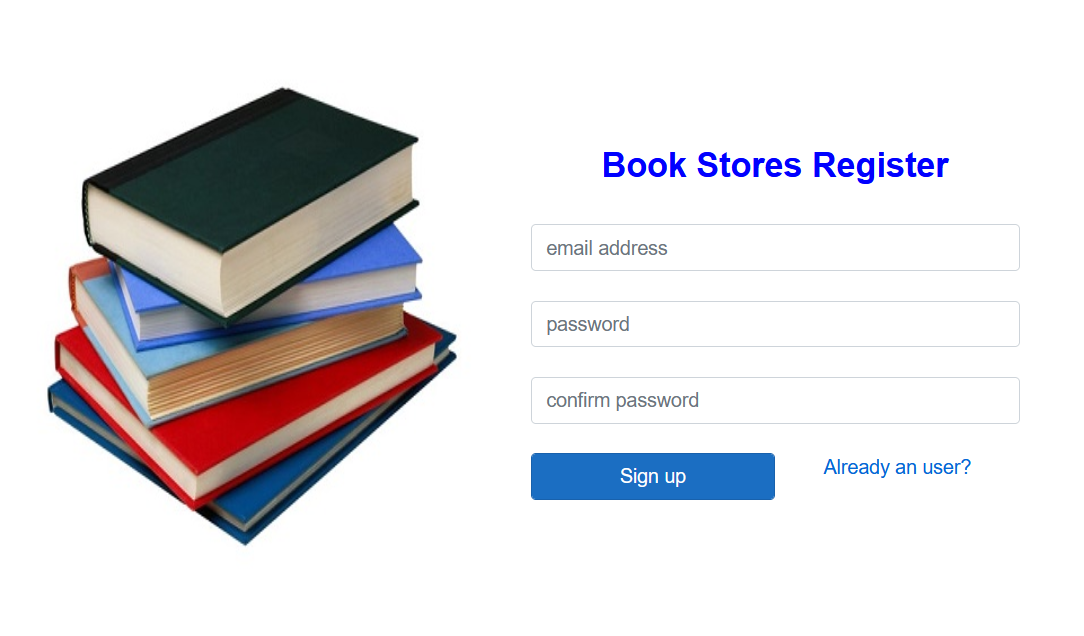 Book Stores Register
email address
password
confirm password
Sign up
Already an user?